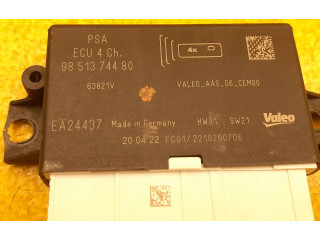 PSA
ECU 4 Ch.
98 513 744 80
4x
63821V
VALEO_AAS_G6_CEM00
EA24437
Made in Germany
HW01 SW21
Valeo
20 04 22 FC01/2210260706